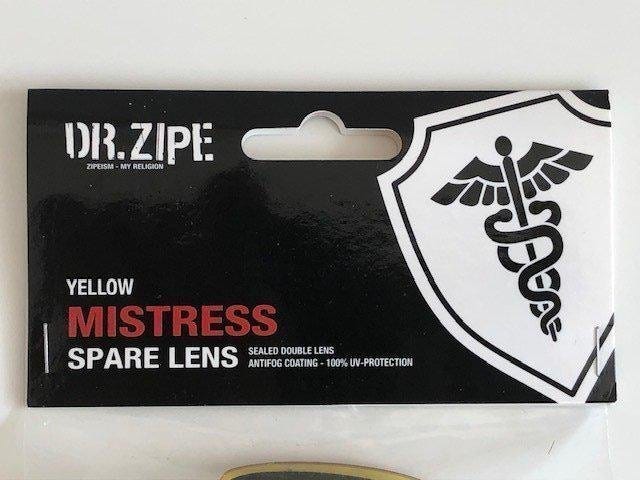 DR.ZIPE
ZIPEISM - MY RELIGION
YELLOW
MISTRESS
SPARE LENS
SEALED DOUBLE LENS
ANTIFOG COATING - 100% UV-PROTECTION